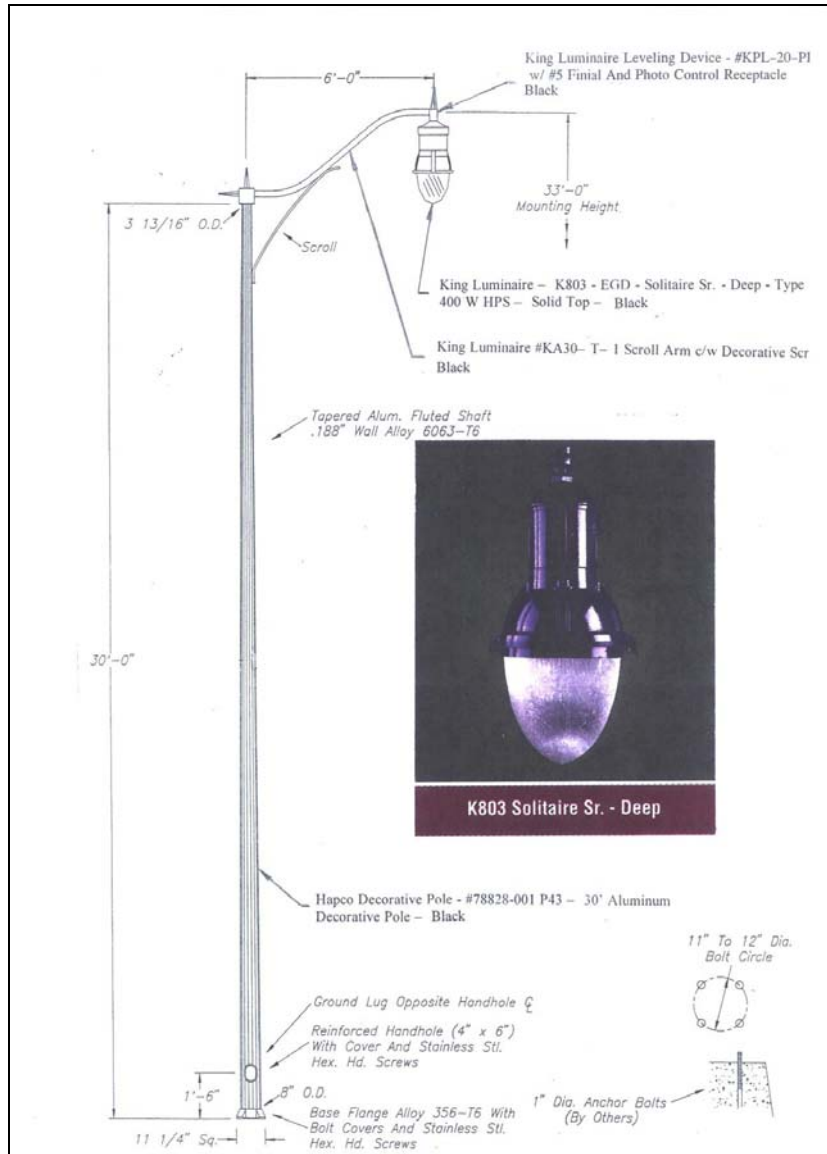 King Luminaire Leveling Device - #KPL-20-PI
w/ #5 Finial And Photo Control Receptacle
Black
6'-0"
33'-0"
Mounting Height
3 13/16" O.D.
Scroll
King Luminaire – K803 - EGD - Solitaire Sr. - Deep - Type
400 W HPS – Solid Top – Black
King Luminaire #KA30– T– 1 Scroll Arm c/w Decorative Scr
Black
Tapered Alum. Fluted Shaft
.188" Wall Alloy 6063-T6
K803 Solitaire Sr. - Deep
30'-0"
Hapco Decorative Pole - #78828-001 P43 – 30' Aluminum
Decorative Pole – Black
11" To 12" Dia.
Bolt Circle
Ground Lug Opposite Handhole ℄
Reinforced Handhole (4" x 6")
With Cover And Stainless Stl.
Hex. Hd. Screws
1'-6"
8" O.D.
Base Flange Alloy 356-T6 With
Bolt Covers And Stainless Stl.
Hex. Hd. Screws
11 1/4" Sq.
1" Dia. Anchor Bolts
(By Others)